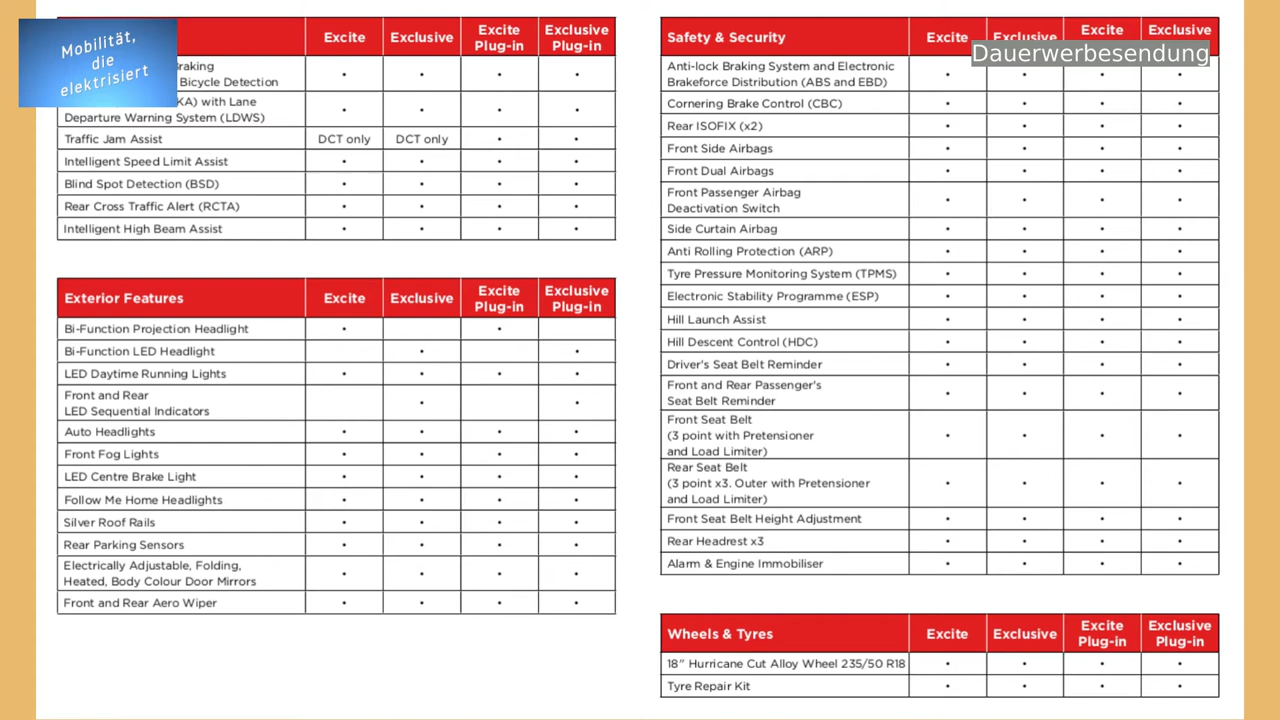 Mobilität,
die
elektrisiert
Excite
Exclusive
Excite
Plug-in
Exclusive
Plug-in
Braking
Bicycle Detection
• • • •
KA) with Lane
Departure Warning System (LDWS)
• • • •
Traffic Jam Assist DCT only DCT only • •
Intelligent Speed Limit Assist • • • •
Blind Spot Detection (BSD) • • • •
Rear Cross Traffic Alert (RCTA) • • • •
Intelligent High Beam Assist • • • •
Exterior Features
Excite
Exclusive
Excite
Plug-in
Exclusive
Plug-in
Bi-Function Projection Headlight • •
Bi-Function LED Headlight • •
LED Daytime Running Lights • • • •
Front and Rear
LED Sequential Indicators • •
Auto Headlights • • • •
Front Fog Lights • • • •
LED Centre Brake Light • • • •
Follow Me Home Headlights • • • •
Silver Roof Rails • • • •
Rear Parking Sensors • • • •
Electrically Adjustable, Folding,
Heated, Body Colour Door Mirrors • • • •
Front and Rear Aero Wiper • • • •
Safety & Security
Excite
Exclusive
Excite
Exclusive
Dauerwerbesendung
Anti-lock Braking System and Electronic
Brakeforce Distribution (ABS and EBD) • • • •
Cornering Brake Control (CBC) • • • •
Rear ISOFIX (x2) • • • •
Front Side Airbags • • • •
Front Dual Airbags • • • •
Front Passenger Airbag
Deactivation Switch • • • •
Side Curtain Airbag • • • •
Anti Rolling Protection (ARP) • • • •
Tyre Pressure Monitoring System (TPMS) • • • •
Electronic Stability Programme (ESP) • • • •
Hill Launch Assist • • • •
Hill Descent Control (HDC) • • • •
Driver's Seat Belt Reminder • • • •
Front and Rear Passenger's
Seat Belt Reminder • • • •
Front Seat Belt
(3 point with Pretensioner
and Load Limiter) • • • •
Rear Seat Belt
(3 point x3. Outer with Pretensioner
and Load Limiter) • • • •
Front Seat Belt Height Adjustment • • • •
Rear Headrest x3 • • • •
Alarm & Engine Immobiliser • • • •
Wheels & Tyres
Excite
Exclusive
Excite
Plug-in
Exclusive
Plug-in
18" Hurricane Cut Alloy Wheel 235/50 R18 • • • •
Tyre Repair Kit • • • •